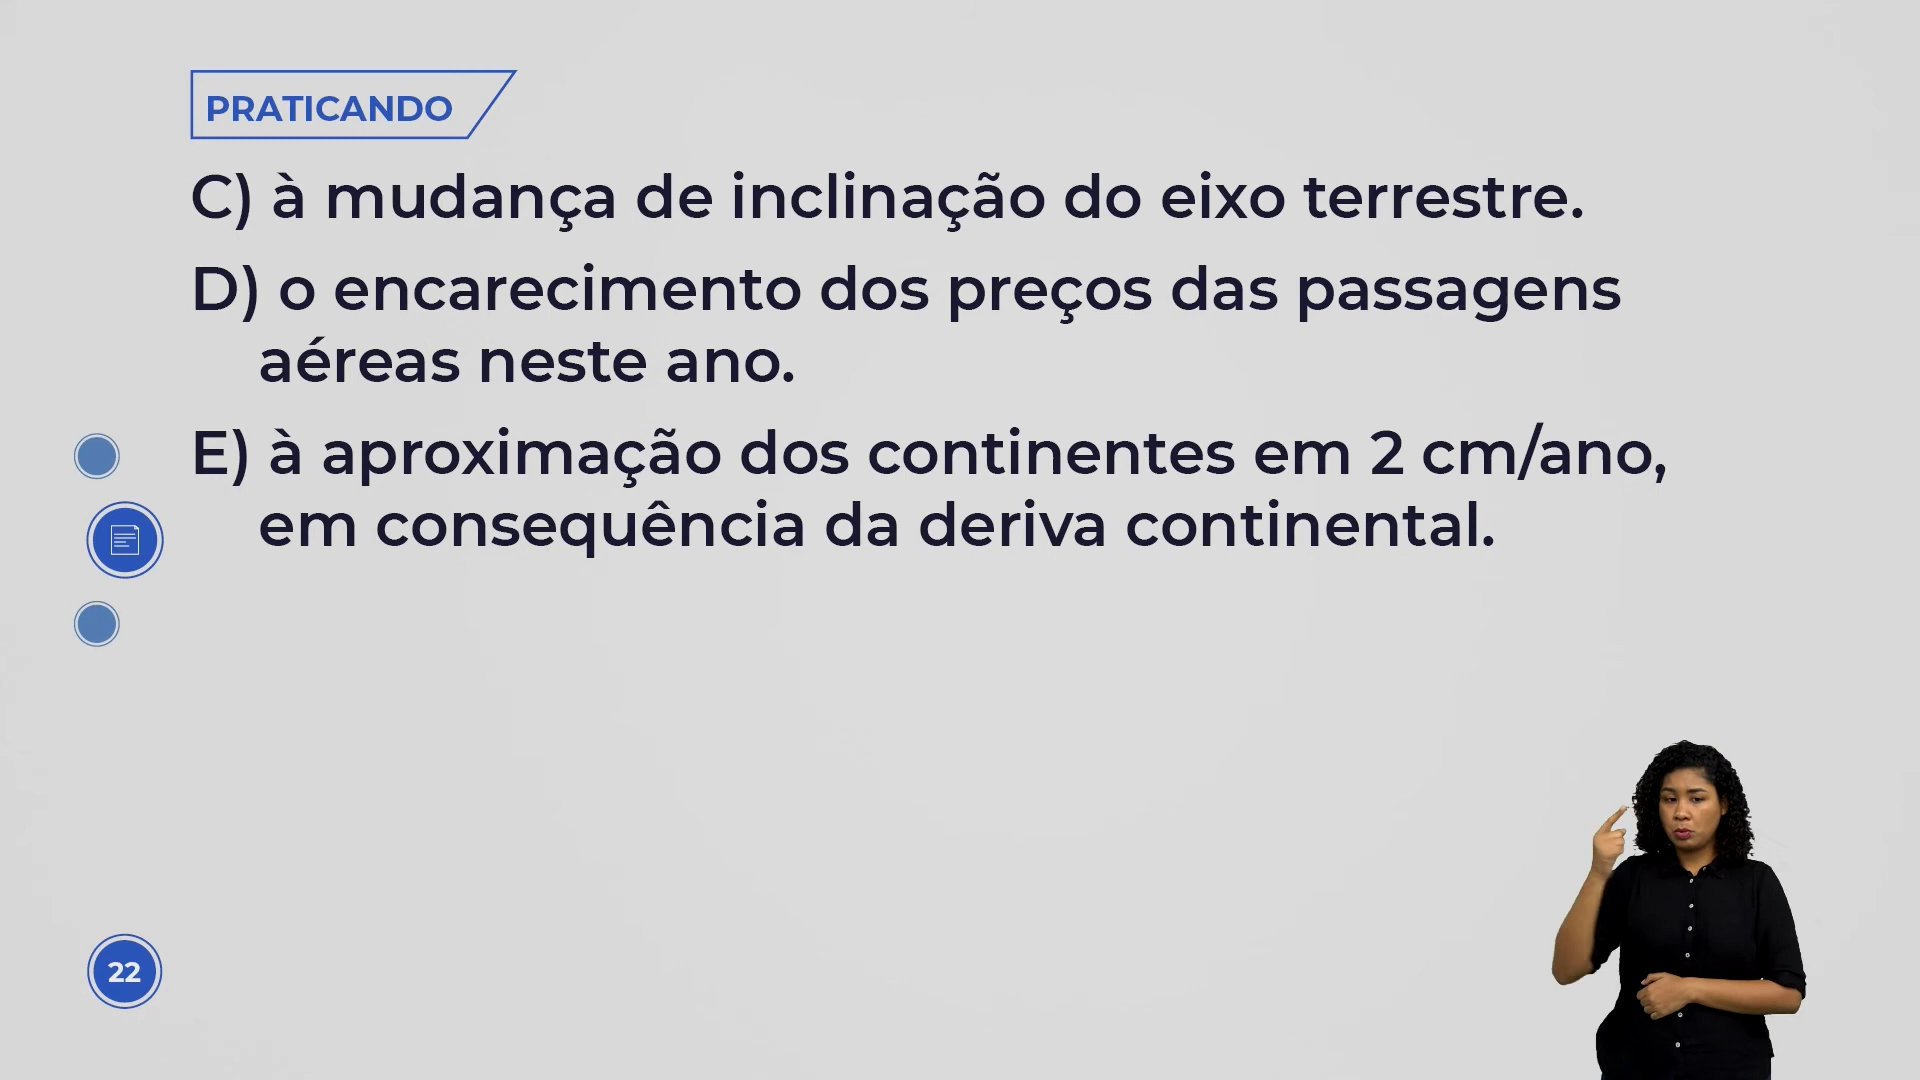 PRATICANDO
C) à mudança de inclinação do eixo terrestre.
D) o encarecimento dos preços das passagens
aéreas neste ano.
E) à aproximação dos continentes em 2 cm/ano,
em consequência da deriva continental.
22